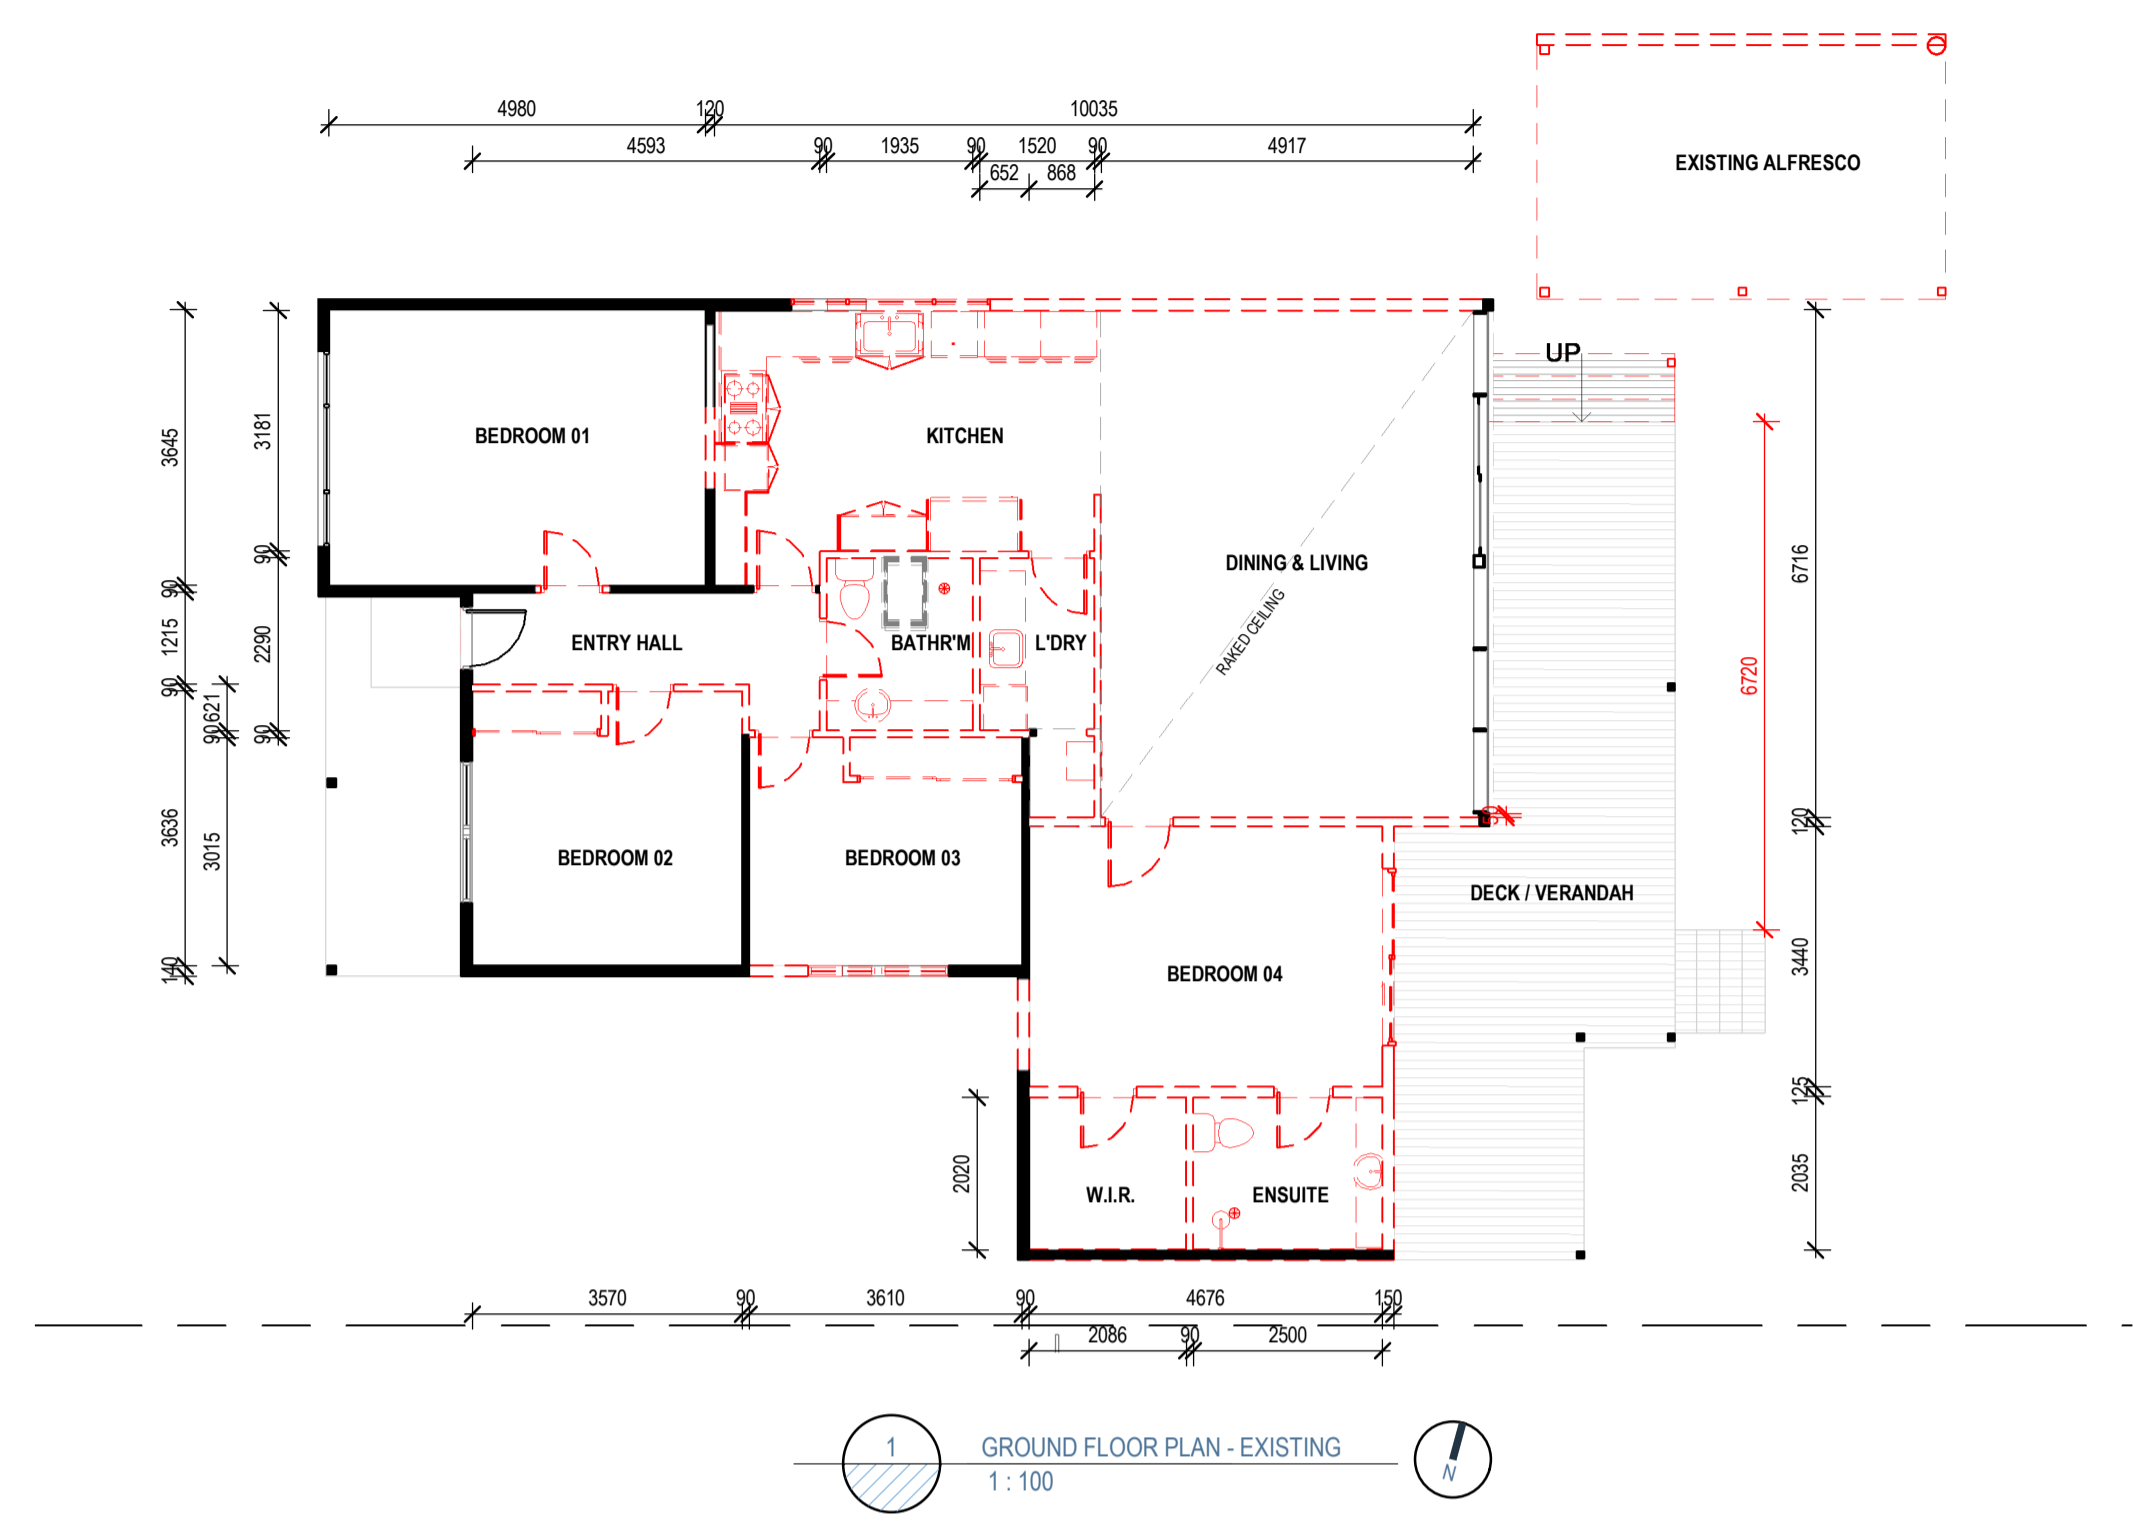 4980 120 10035
4593 90 1935 90 1520 90 4917
652 868
EXISTING ALFRESCO
UP
BEDROOM 01
KITCHEN
DINING & LIVING
RAKED CEILING
ENTRY HALL
BATHR'M
L'DRY
BEDROOM 02
BEDROOM 03
DECK / VERANDAH
BEDROOM 04
W.I.R.
ENSUITE
3645
90
1215
90
3636
140
621
90
3015
3181
90
2290
90
2020
6720
50
6716
120
3440
125
2035
3570 90 3610 90 4676 150
2086 90 2500
1
GROUND FLOOR PLAN - EXISTING
1 : 100
N